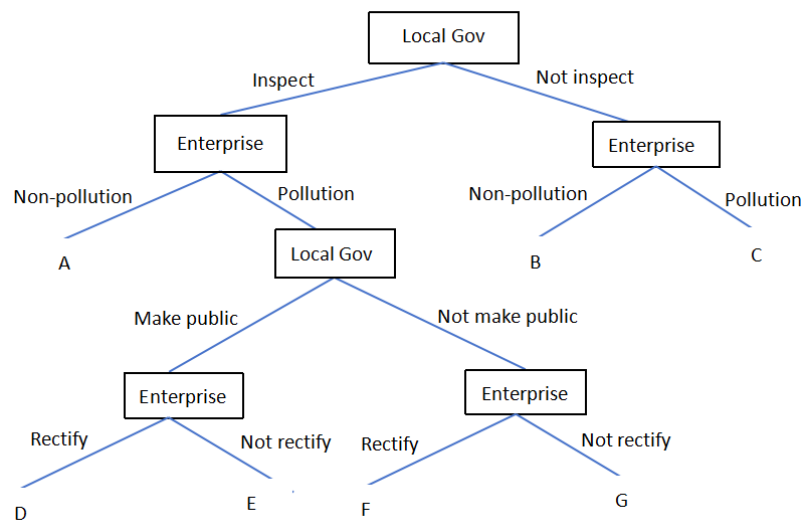 Local Gov
Inspect
Not inspect
Enterprise
Enterprise
Non-pollution
Pollution
Non-pollution
Pollution
A
Local Gov
B
C
Make public
Not make public
Enterprise
Enterprise
Rectify
Not rectify
Rectify
Not rectify
D
E
F
G